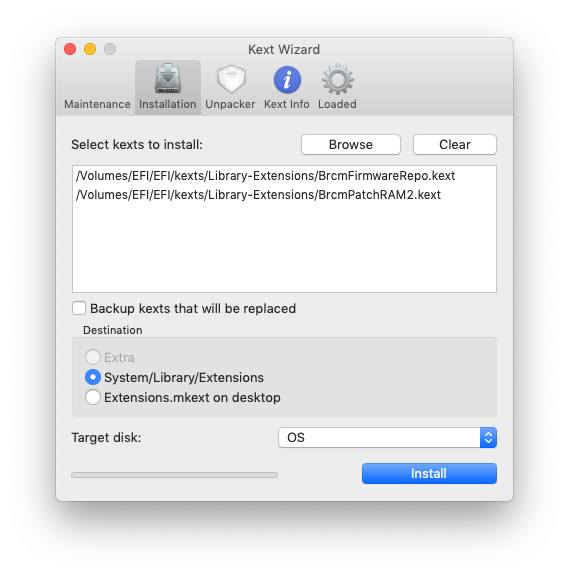 Kext Wizard
Maintenance Installation Unpacker Kext Info Loaded
Select kexts to install: Browse Clear
/Volumes/EFI/EFI/kexts/Library-Extensions/BrcmFirmwareRepo.kext
/Volumes/EFI/EFI/kexts/Library-Extensions/BrcmPatchRAM2.kext
Backup kexts that will be replaced
Destination
Extra
System/Library/Extensions
Extensions.mkext on desktop
Target disk: OS
Install